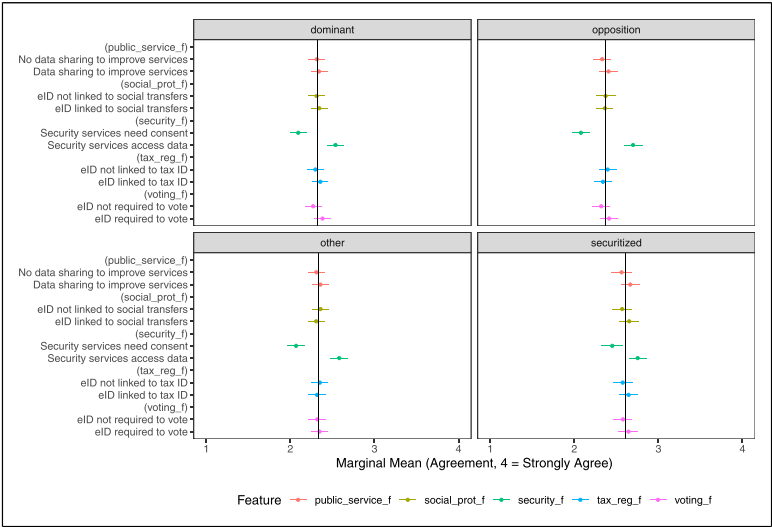 dominant
opposition
(public_service_f)
No data sharing to improve services
Data sharing to improve services
(social_prot_f)
eID not linked to social transfers
eID linked to social transfers
(security_f)
Security services need consent
Security services access data
(tax_reg_f)
eID not linked to tax ID
eID linked to tax ID
(voting_f)
eID not required to vote
eID required to vote
other
securitized
(public_service_f)
No data sharing to improve services
Data sharing to improve services
(social_prot_f)
eID not linked to social transfers
eID linked to social transfers
(security_f)
Security services need consent
Security services access data
(tax_reg_f)
eID not linked to tax ID
eID linked to tax ID
(voting_f)
eID not required to vote
eID required to vote
1 2 3 4 1 2 3 4
Marginal Mean (Agreement, 4 = Strongly Agree)
Feature public_service_f social_prot_f security_f tax_reg_f voting_f